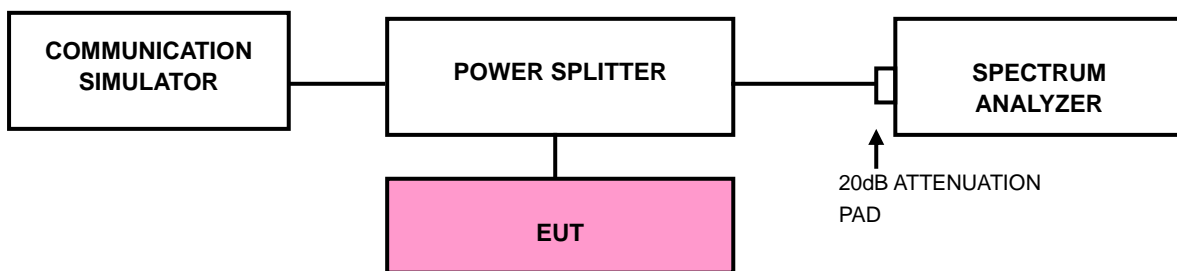 COMMUNICATION
SIMULATOR
POWER SPLITTER
SPECTRUM
ANALYZER
20dB ATTENUATION
PAD
EUT